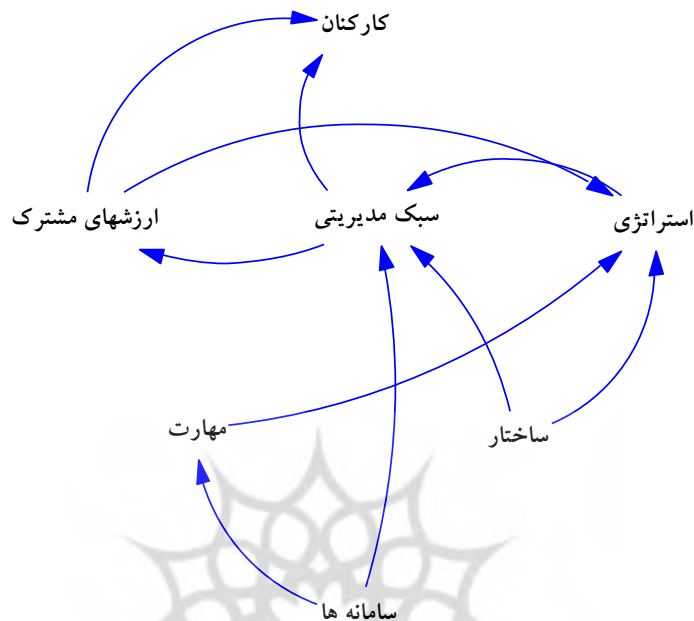 کارکنان
استراتژی
سبک مدیریتی
ارزشهای مشترک
ساختار
مهارت
سامانه ها